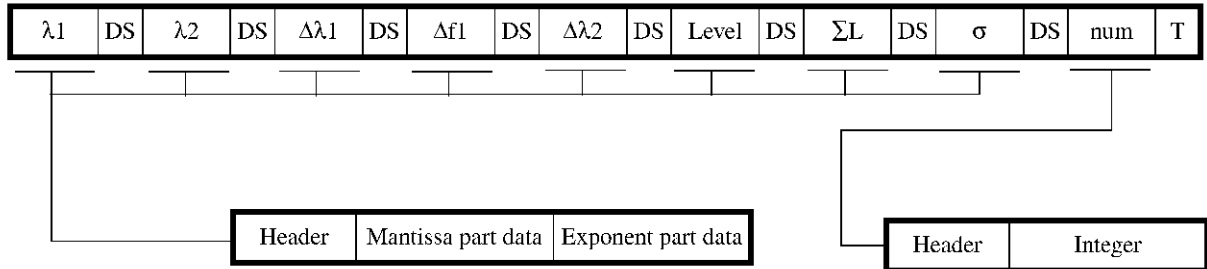 λ1 DS λ2 DS Δλ1 DS Δf1 DS Δλ2 DS Level DS ΣL DS σ DS num T
Header Mantissa part data Exponent part data
Header Integer